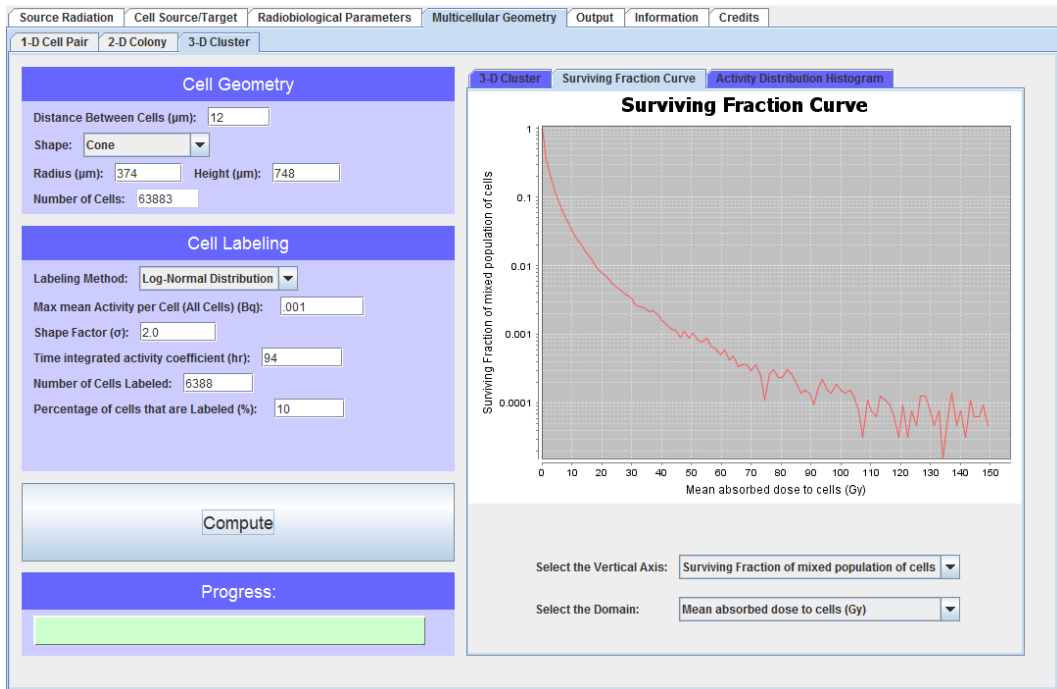 Source Radiation Cell Source/Target Radiobiological Parameters Multicellular Geometry Output Information Credits
1-D Cell Pair 2-D Colony 3-D Cluster
Cell Geometry
Distance Between Cells (μm): 12
Shape: Cone
Radius (μm): 374 Height (μm): 748
Number of Cells: 63883
Cell Labeling
Labeling Method: Log-Normal Distribution
Max mean Activity per Cell (All Cells) (Bq): .001
Shape Factor (σ): 2.0
Time integrated activity coefficient (hr): 94
Number of Cells Labeled: 6388
Percentage of cells that are Labeled (%): 10
Compute
Progress:
3-D Cluster Surviving Fraction Curve Activity Distribution Histogram
Surviving Fraction Curve
Surviving Fraction of mixed population of cells
1
0.1
0.01
0.001
0.0001
0 10 20 30 40 50 60 70 80 90 100 110 120 130 140 150
Mean absorbed dose to cells (Gy)
Select the Vertical Axis: Surviving Fraction of mixed population of cells
Select the Domain: Mean absorbed dose to cells (Gy)